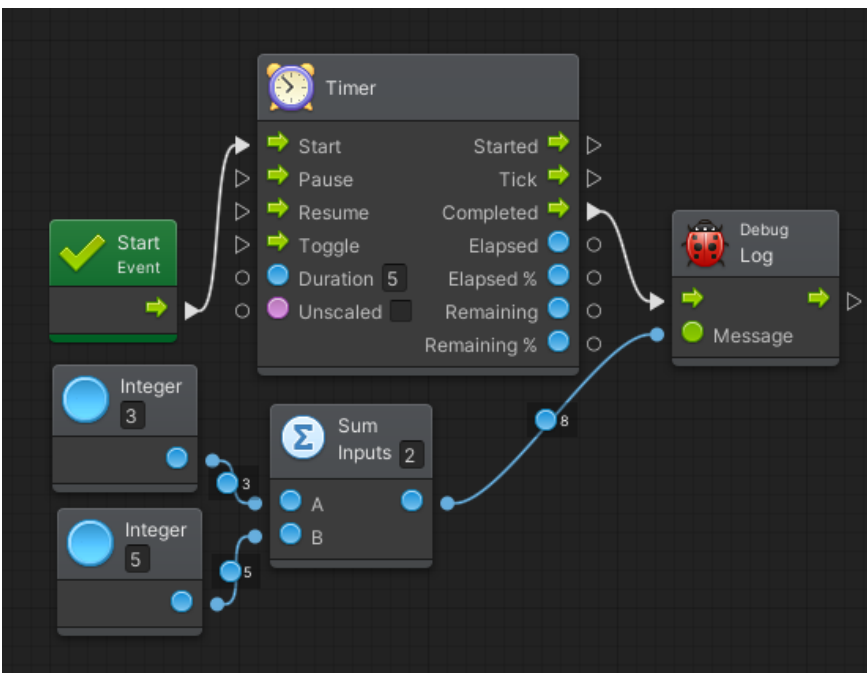 Timer
Start Started
Pause Tick
Resume Completed
Toggle Elapsed
Duration 5 Elapsed %
Unscaled Remaining
Remaining %
Start
Event
Debug
Log
Message
Integer
3
3
Sum
Inputs 2
A
B
8
Integer
5
5